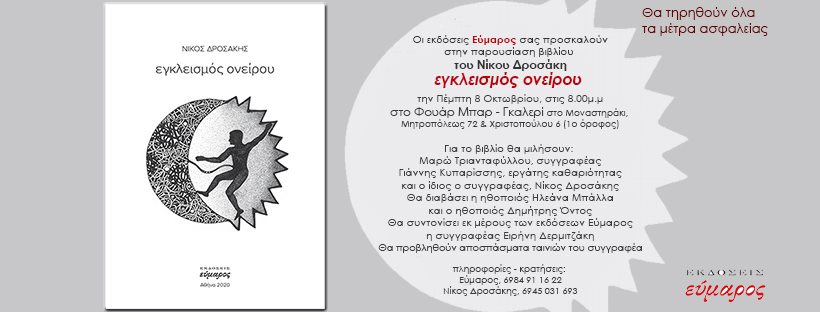 ΝΙΚΟΣ ΔΡΟΣΑΚΗΣ
εγκλεισμός ονείρου
ΕΚΔΟΣΕΙΣ
εύμαρος
Αθήνα 2020
Θα τηρηθούν όλα
τα μέτρα ασφαλείας
Οι εκδόσεις Εύμαρος σας προσκαλούν
στην παρουσίαση βιβλίου
του Νίκου Δροσάκη
εγκλεισμός ονείρου
την Πέμπτη 8 Οκτωβρίου, στις 8.00μ.μ
στο Φουάρ Μπαρ - Γκαλερί στο Μοναστηράκι,
Μητροπόλεως 72 & Χριστοπούλου 6 (1ο όροφος)
Για το βιβλίο θα μιλήσουν:
Μαρώ Τριανταφύλλου, συγγραφέας
Γιάννης Κυπαρίσσης, εργάτης καθαριότητας
και ο ίδιος ο συγγραφέας, Νίκος Δροσάκης
Θα διαβάσει η ηθοποιός Ηλεάνα Μπάλλα
και ο ηθοποιός Δημήτρης Όντος
Θα συντονίσει εκ μέρους των εκδόσεων Εύμαρος
η συγγραφέας Ειρήνη Δερμιτζάκη
Θα προβληθούν αποσπάσματα ταινιών του συγγραφέα
πληροφορίες - κρατήσεις:
Εύμαρος, 6984 91 16 22
Νίκος Δροσάκης, 6945 031 693
ΕΚΔΟΣΕΙΣ
εύμαρος